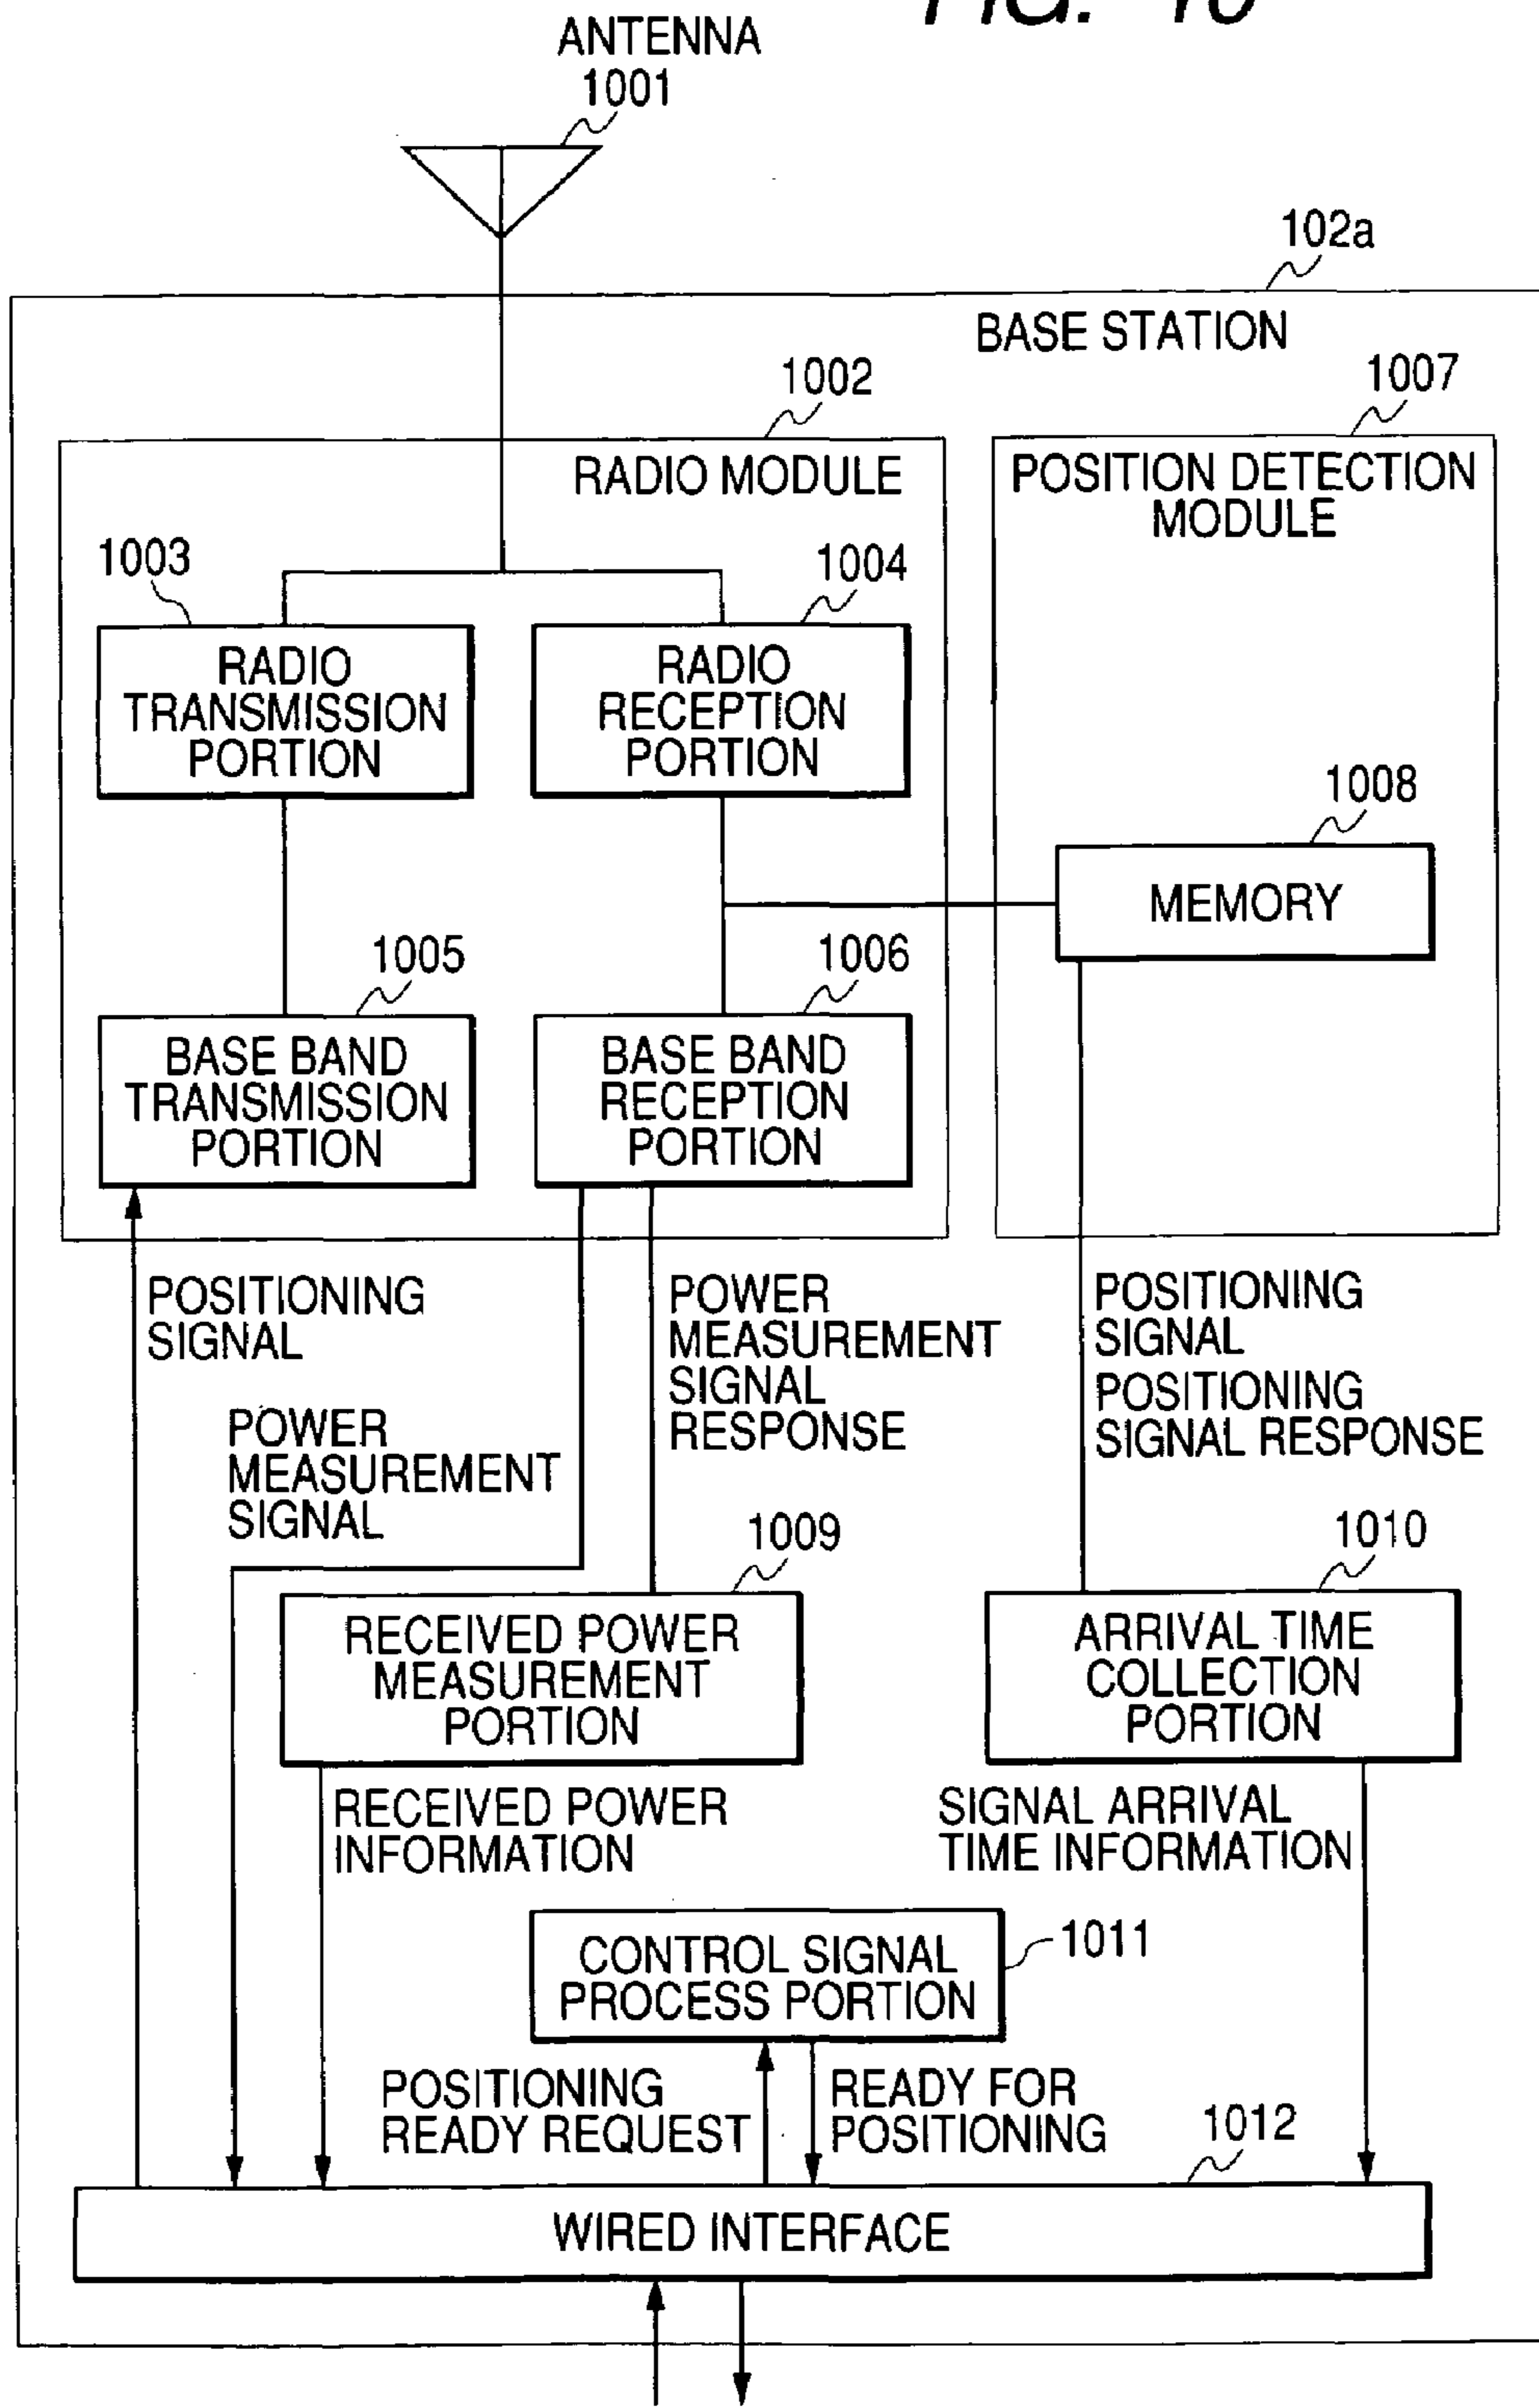 FIG. 10
ANTENNA
1001
102a
BASE STATION
1002
1007
RADIO MODULE
POSITION DETECTION
MODULE
1003
1004
RADIO
TRANSMISSION
PORTION
RADIO
RECEPTION
PORTION
1008
MEMORY
1005
1006
BASE BAND
TRANSMISSION
PORTION
BASE BAND
RECEPTION
PORTION
POSITIONING
SIGNAL
POWER
MEASUREMENT
SIGNAL
RESPONSE
POSITIONING
SIGNAL
POSITIONING
SIGNAL RESPONSE
POWER
MEASUREMENT
SIGNAL
1009
1010
RECEIVED POWER
MEASUREMENT
PORTION
ARRIVAL TIME
COLLECTION
PORTION
RECEIVED POWER
INFORMATION
SIGNAL ARRIVAL
TIME INFORMATION
CONTROL SIGNAL
PROCESS PORTION
1011
POSITIONING
READY REQUEST
READY FOR
POSITIONING
1012
WIRED INTERFACE